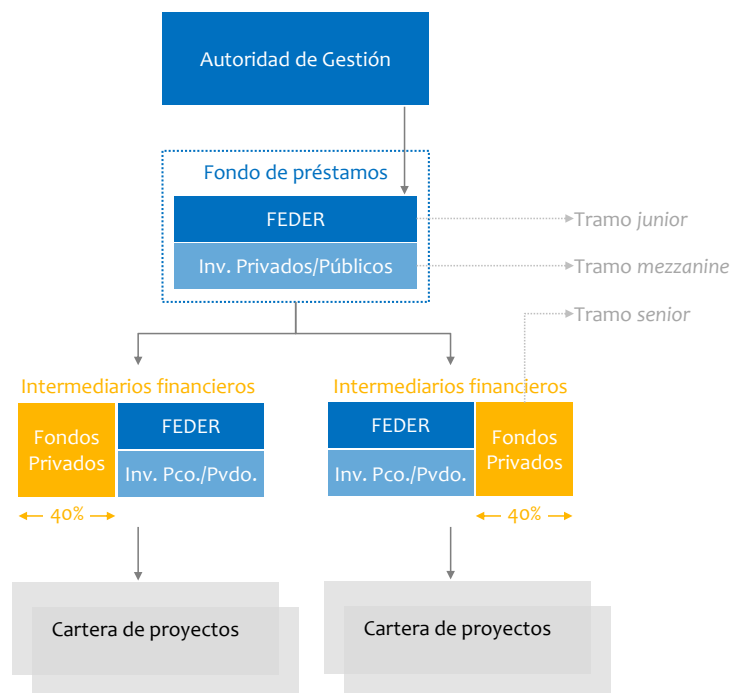 Autoridad de Gestión
Fondo de préstamos
FEDER
Inv. Privados/Públicos
Tramo junior
Tramo mezzanine
Tramo senior
Intermediarios financieros
Fondos
Privados
FEDER
Inv. Pco./Pvdo.
40%
Intermediarios financieros
FEDER
Inv. Pco./Pvdo.
Fondos
Privados
40%
Cartera de proyectos
Cartera de proyectos